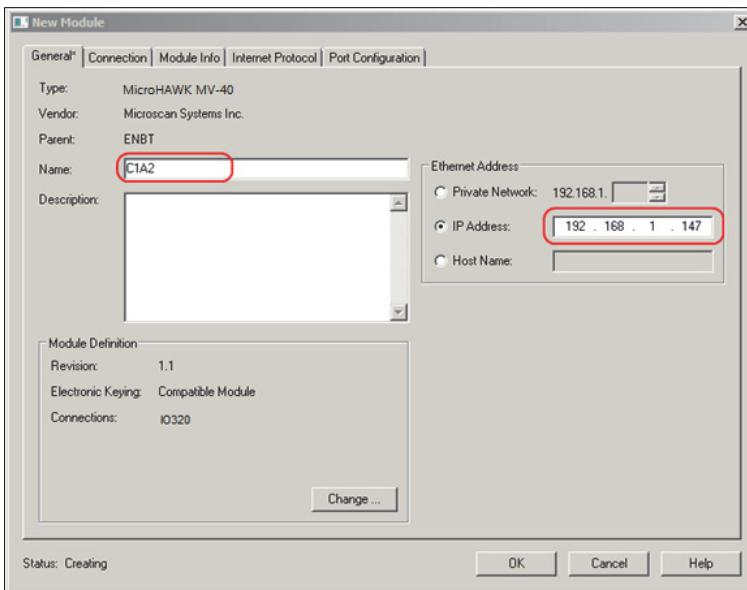 New Module
General* Connection Module Info Internet Protocol Port Configuration
Type: MicroHAWK MV-40
Vendor: Microscan Systems Inc.
Parent: ENBT
Name: C1A2
Description:
Ethernet Address
Private Network: 192.168.1.
IP Address: 192 . 168 . 1 . 147
Host Name:
Module Definition
Revision: 1.1
Electronic Keying: Compatible Module
Connections: IO320
Change ...
Status: Creating
OK Cancel Help